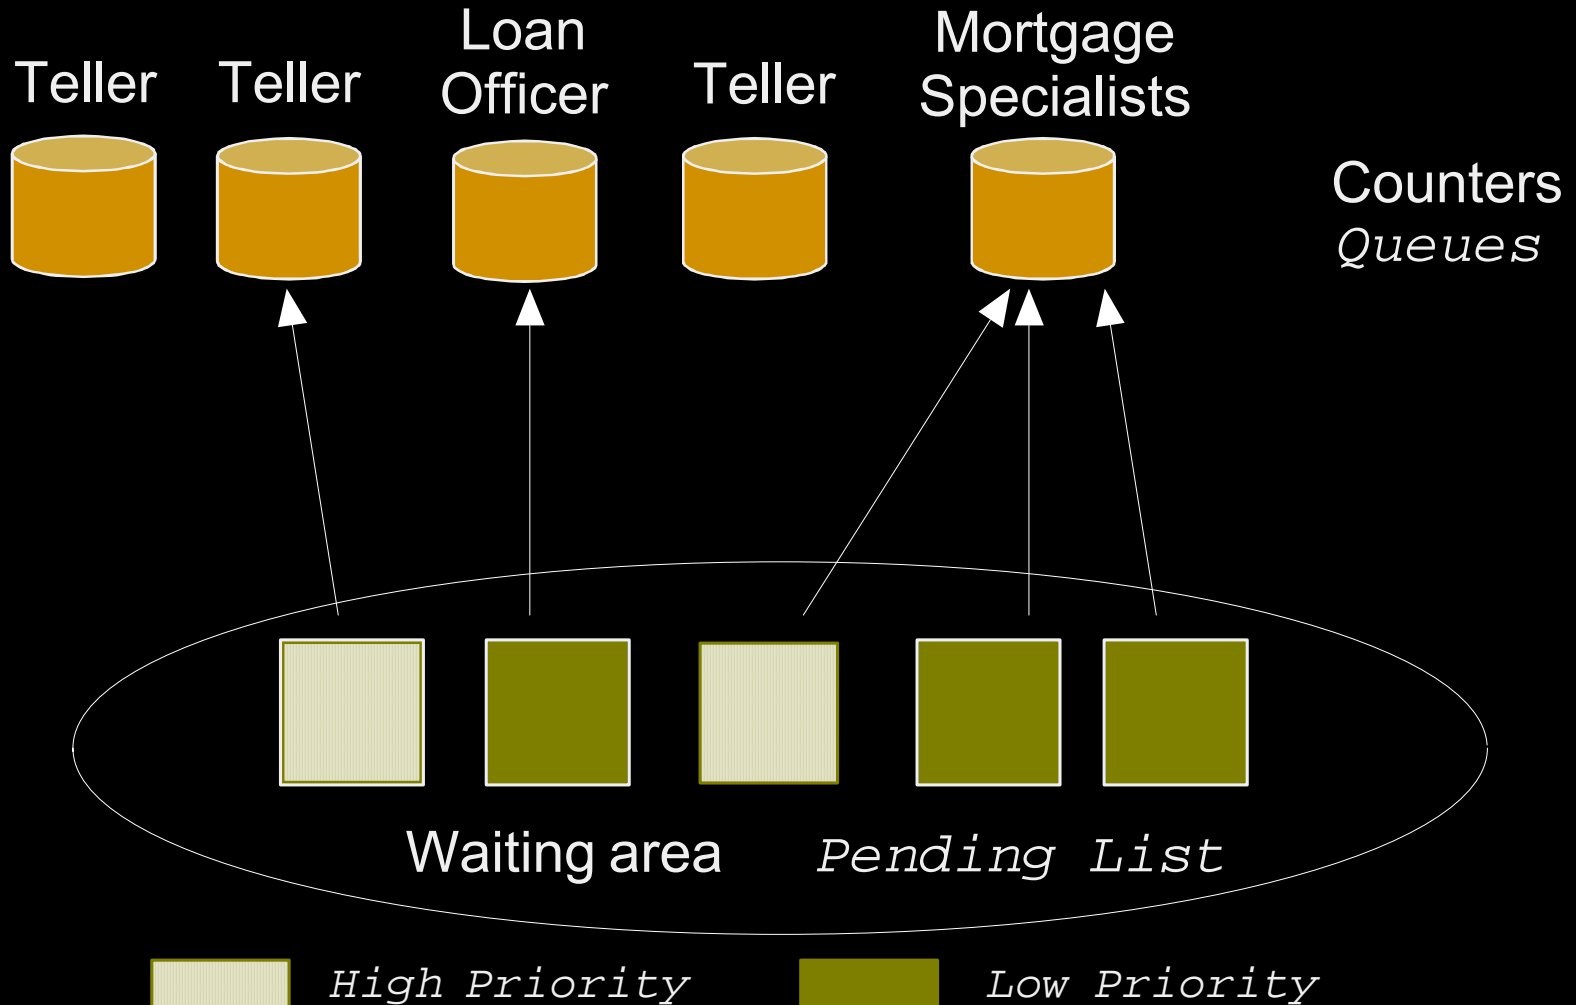 Teller
Teller
Loan
Officer
Teller
Mortgage
Specialists
Counters
Queues
Waiting area
Pending List
High Priority
Low Priority